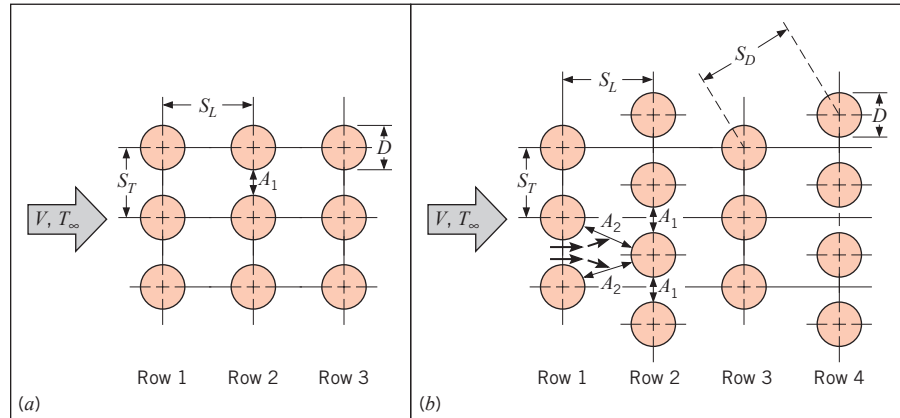 S_L
D
S_T
A_1
V, T_∞
Row 1 Row 2 Row 3
(a)
S_D
S_L
D
S_T
A_1
A_2
V, T_∞
A_2
A_1
Row 1 Row 2 Row 3 Row 4
(b)